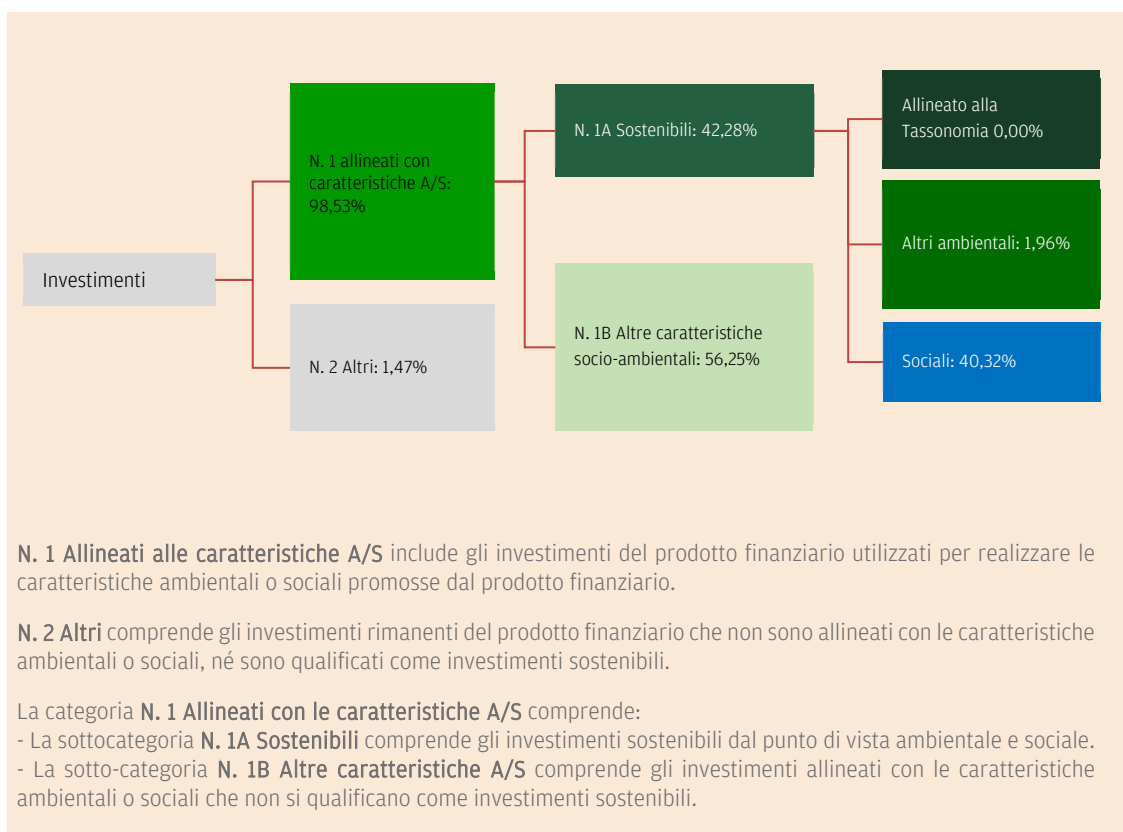 Investimenti
N. 1 allineati con
caratteristiche A/S:
98,53%
N. 2 Altri: 1,47%
N. 1A Sostenibili: 42,28%
N. 1B Altre caratteristiche
socio-ambientali: 56,25%
Allineato alla
Tassonomia 0,00%
Altri ambientali: 1,96%
Sociali: 40,32%
N. 1 Allineati alle caratteristiche A/S include gli investimenti del prodotto finanziario utilizzati per realizzare le
caratteristiche ambientali o sociali promosse dal prodotto finanziario.
N. 2 Altri comprende gli investimenti rimanenti del prodotto finanziario che non sono allineati con le caratteristiche
ambientali o sociali, né sono qualificati come investimenti sostenibili.
La categoria N. 1 Allineati con le caratteristiche A/S comprende:
- La sottocategoria N. 1A Sostenibili comprende gli investimenti sostenibili dal punto di vista ambientale e sociale.
- La sotto-categoria N. 1B Altre caratteristiche A/S comprende gli investimenti allineati con le caratteristiche
ambientali o sociali che non si qualificano come investimenti sostenibili.